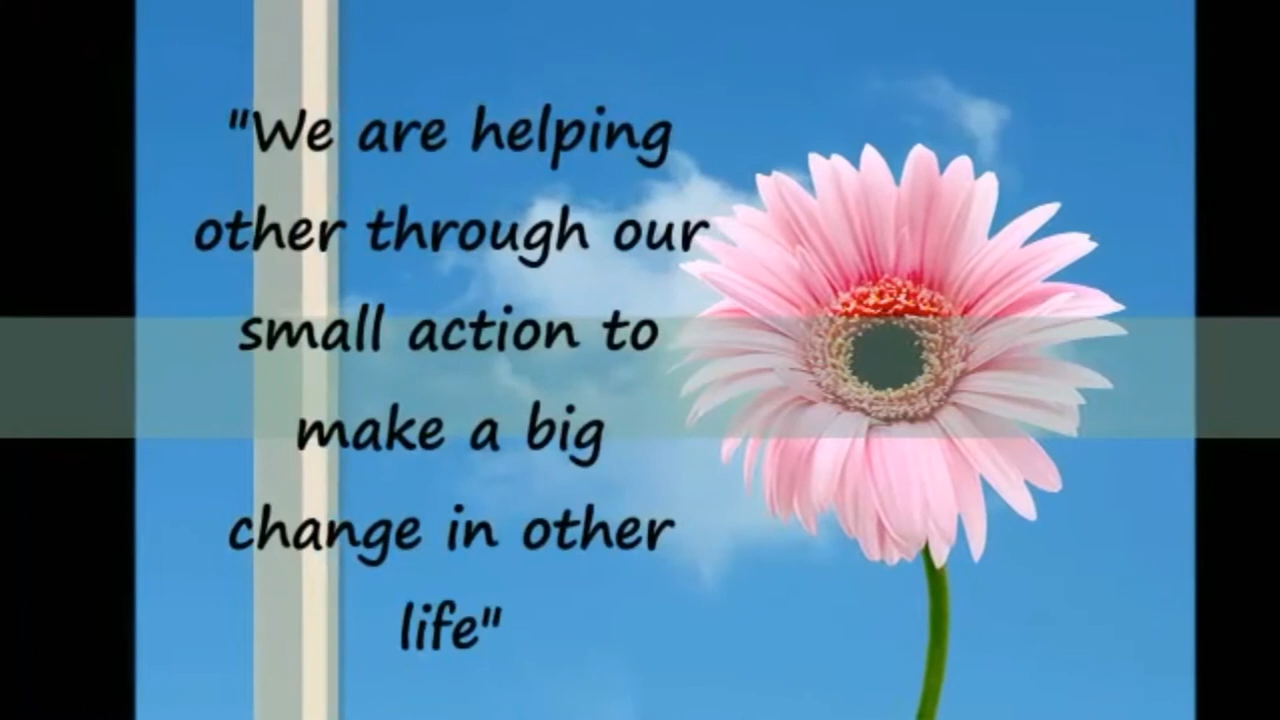 "We are helping
other through our
small action to
make a big
change in other
life"